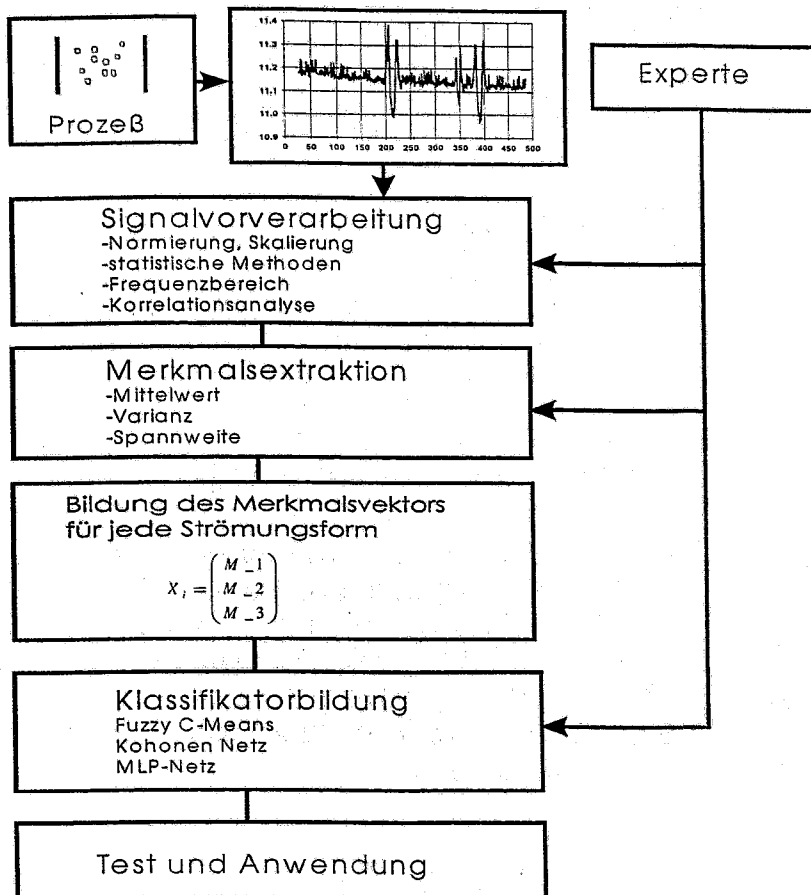 Prozeß
11.4
11.3
11.2
11.1
11.0
10.9
0 50 100 150 200 250 300 350 400 450 500
Experte
Signalvorverarbeitung
-Normierung, Skalierung
-statistische Methoden
-Frequenzbereich
-Korrelationsanalyse
Merkmalsextraktion
-Mittelwert
-Varianz
-Spannweite
Bildung des Merkmalsvektors
für jede Strömungsform
M_1
X_i = M_2
M_3
Klassifikatorbildung
Fuzzy C-Means
Kohonen Netz
MLP-Netz
Test und Anwendung